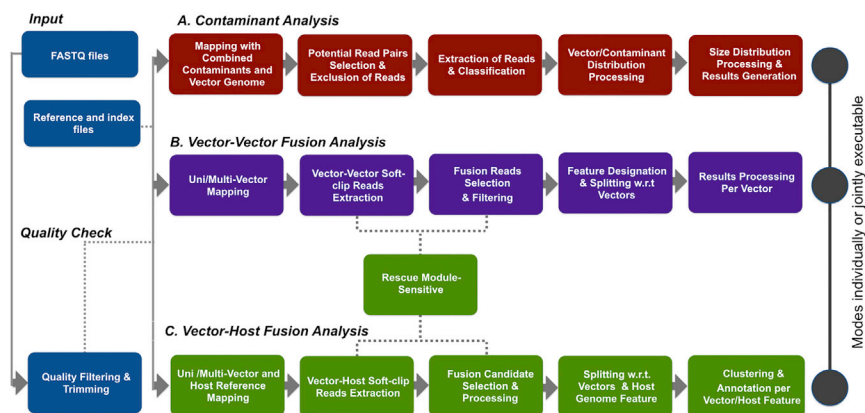 Input
FASTQ files
Reference and index
files
Quality Check
Quality Filtering &
Trimming
A. Contaminant Analysis
Mapping with
Combined
Contaminants and
Vector Genome
Potential Read Pairs
Selection &
Exclusion of Reads
Extraction of Reads
& Classification
Vector/Contaminant
Distribution
Processing
Size Distribution
Processing &
Results Generation
B. Vector-Vector Fusion Analysis
Uni/Multi-Vector
Mapping
Vector-Vector Soft-
clip Reads
Extraction
Fusion Reads
Selection
& Filtering
Feature Designation
& Splitting w.r.t
Vectors
Results Processing
Per Vector
Rescue Module-
Sensitive
C. Vector-Host Fusion Analysis
Uni /Multi-Vector and
Host Reference
Mapping
Vector-Host Soft-clip
Reads Extraction
Fusion Candidate
Selection &
Processing
Splitting w.r.t.
Vectors & Host
Genome Feature
Clustering &
Annotation per
Vector/Host Feature
Modes individually or jointly executable